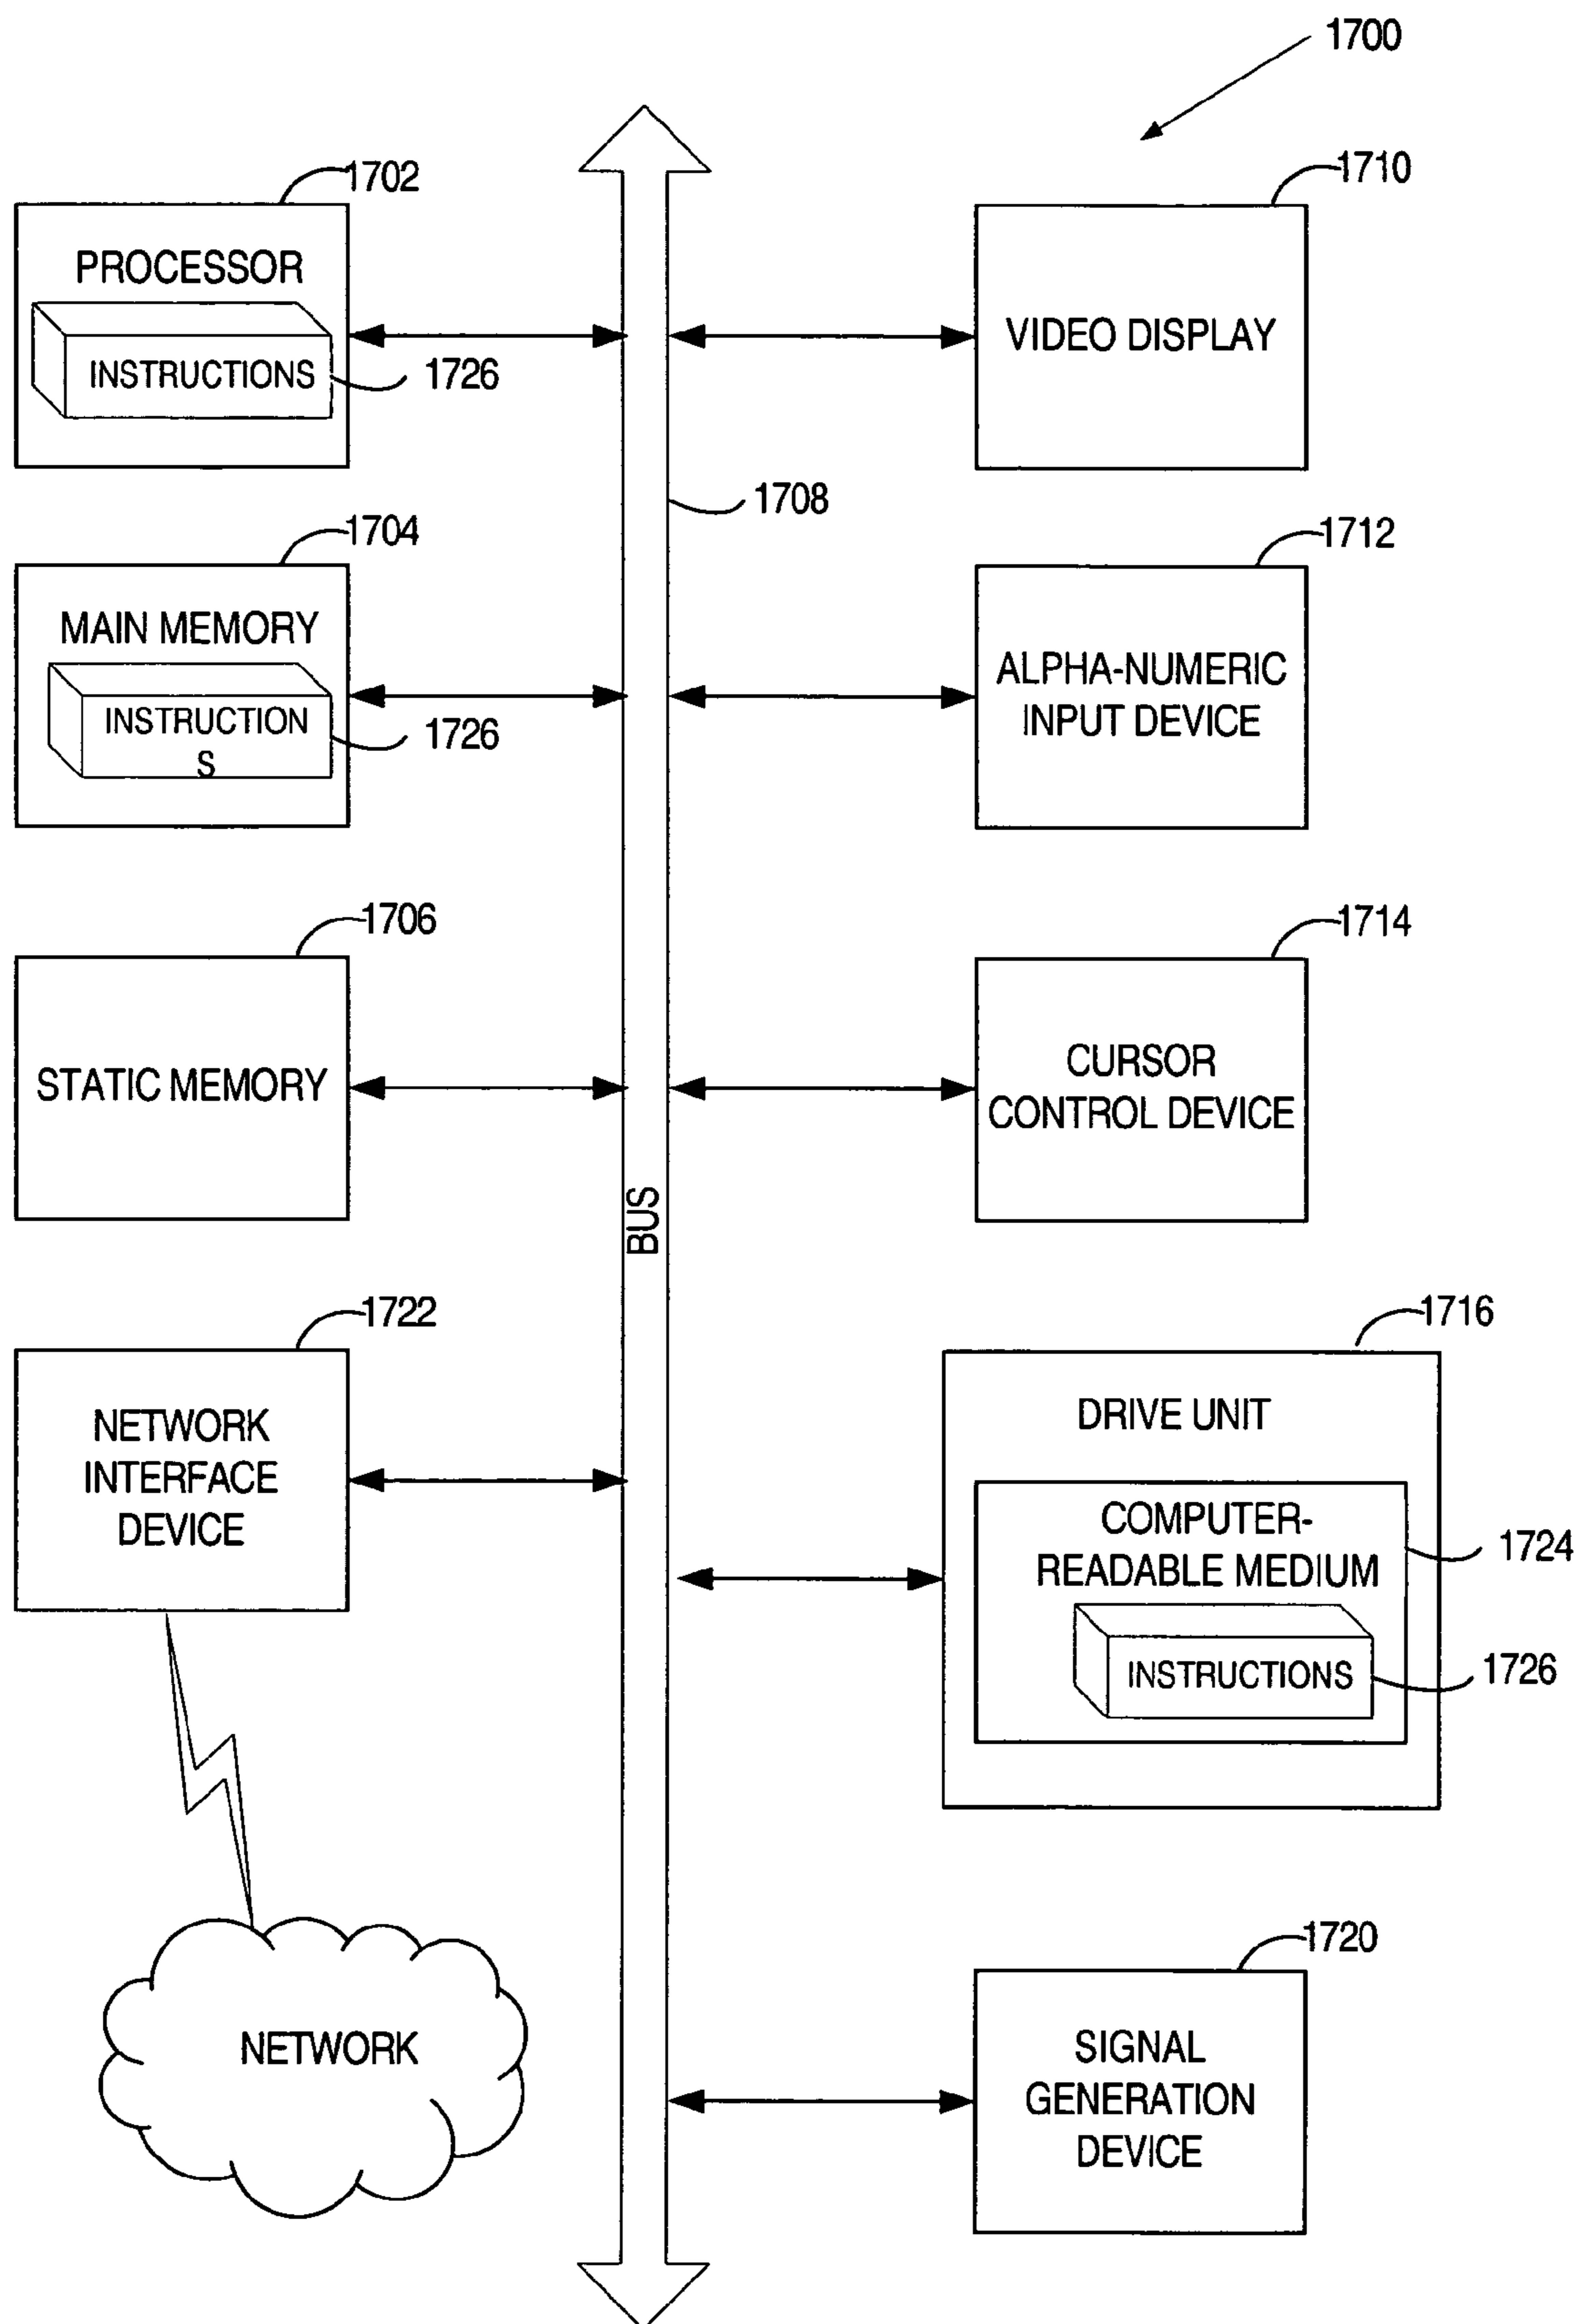 1700
1702
PROCESSOR
INSTRUCTIONS
1726
1710
VIDEO DISPLAY
1708
1704
MAIN MEMORY
INSTRUCTION
S
1726
1712
ALPHA-NUMERIC
INPUT DEVICE
1706
STATIC MEMORY
1714
CURSOR
CONTROL DEVICE
BUS
1722
NETWORK
INTERFACE
DEVICE
1716
DRIVE UNIT
COMPUTER-
READABLE MEDIUM
1724
INSTRUCTIONS
1726
NETWORK
1720
SIGNAL
GENERATION
DEVICE